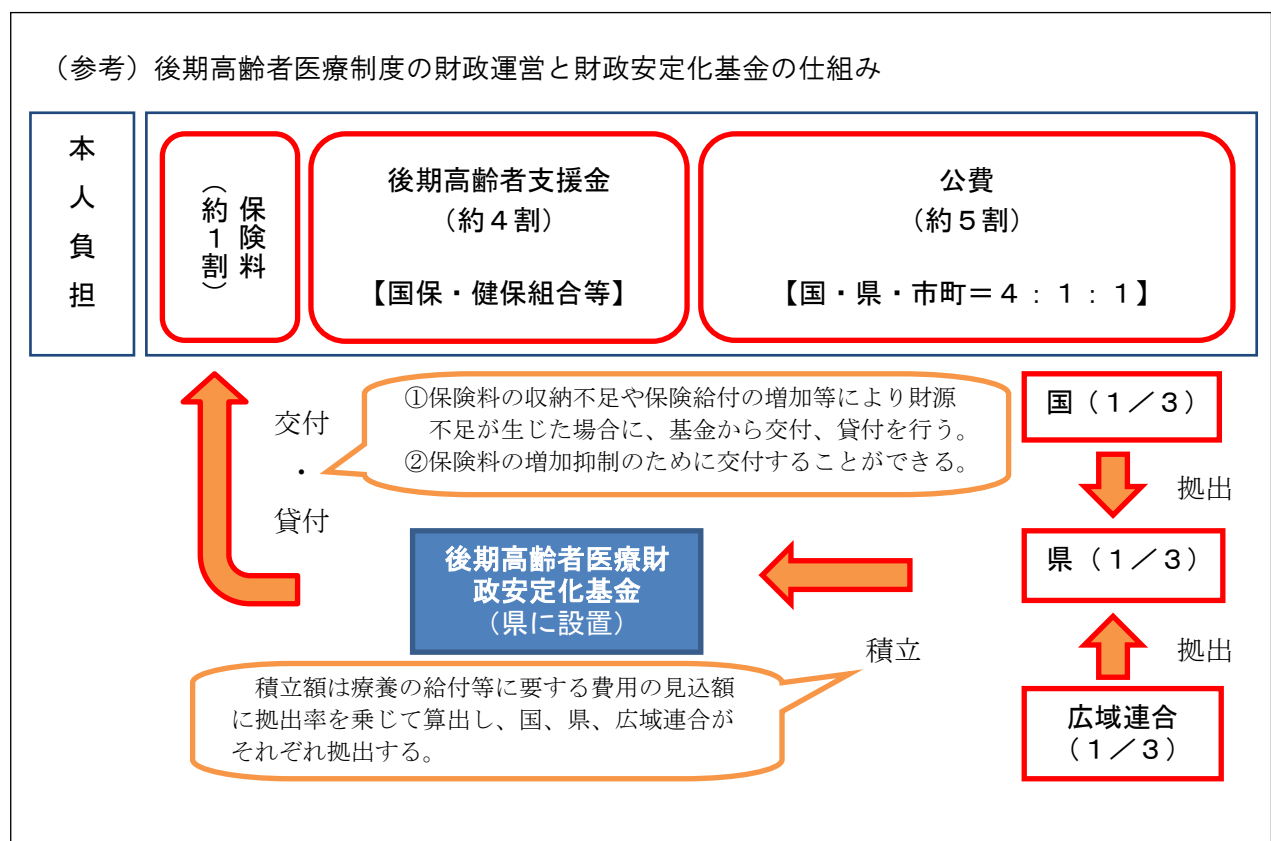 (参考)後期高齢者医療制度の財政運営と財政安定化基金の仕組み
本人負担
保険料
(約1割)
後期高齢者支援金
(約4割)
【国保・健保組合等】
公費
(約5割)
【国・県・市町=4:1:1】
交付
・
貸付
①保険料の収納不足や保険給付の増加等により財源
不足が生じた場合に、基金から交付、貸付を行う。
②保険料の増加抑制のために交付することができる。
国(1/3)
拠出
県(1/3)
後期高齢者医療財
政安定化基金
(県に設置)
積立
拠出
広域連合
(1/3)
積立額は療養の給付等に要する費用の見込額
に拠出率を乗じて算出し、国、県、広域連合が
それぞれ拠出する。